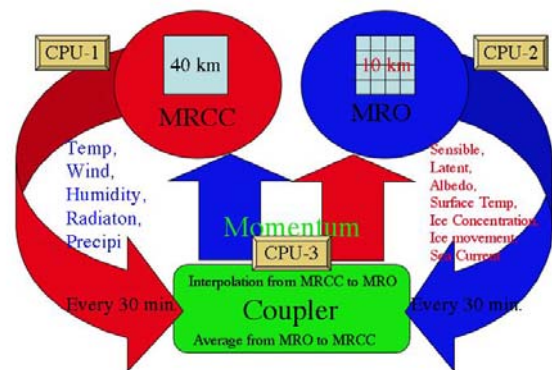 CPU-1
CPU-2
40 km
10 km
MRCC
MRO
Temp,
Wind,
Humidity,
Radiaton,
Precipi
Sensible,
Latent,
Albedo,
Surface Temp,
Ice Concentration,
Ice movement,
Sea Current
Momentum
CPU-3
Every 30 min.
Interpolation from MRCC to MRO
Coupler
Average from MRO to MRCC
Every 30 min.